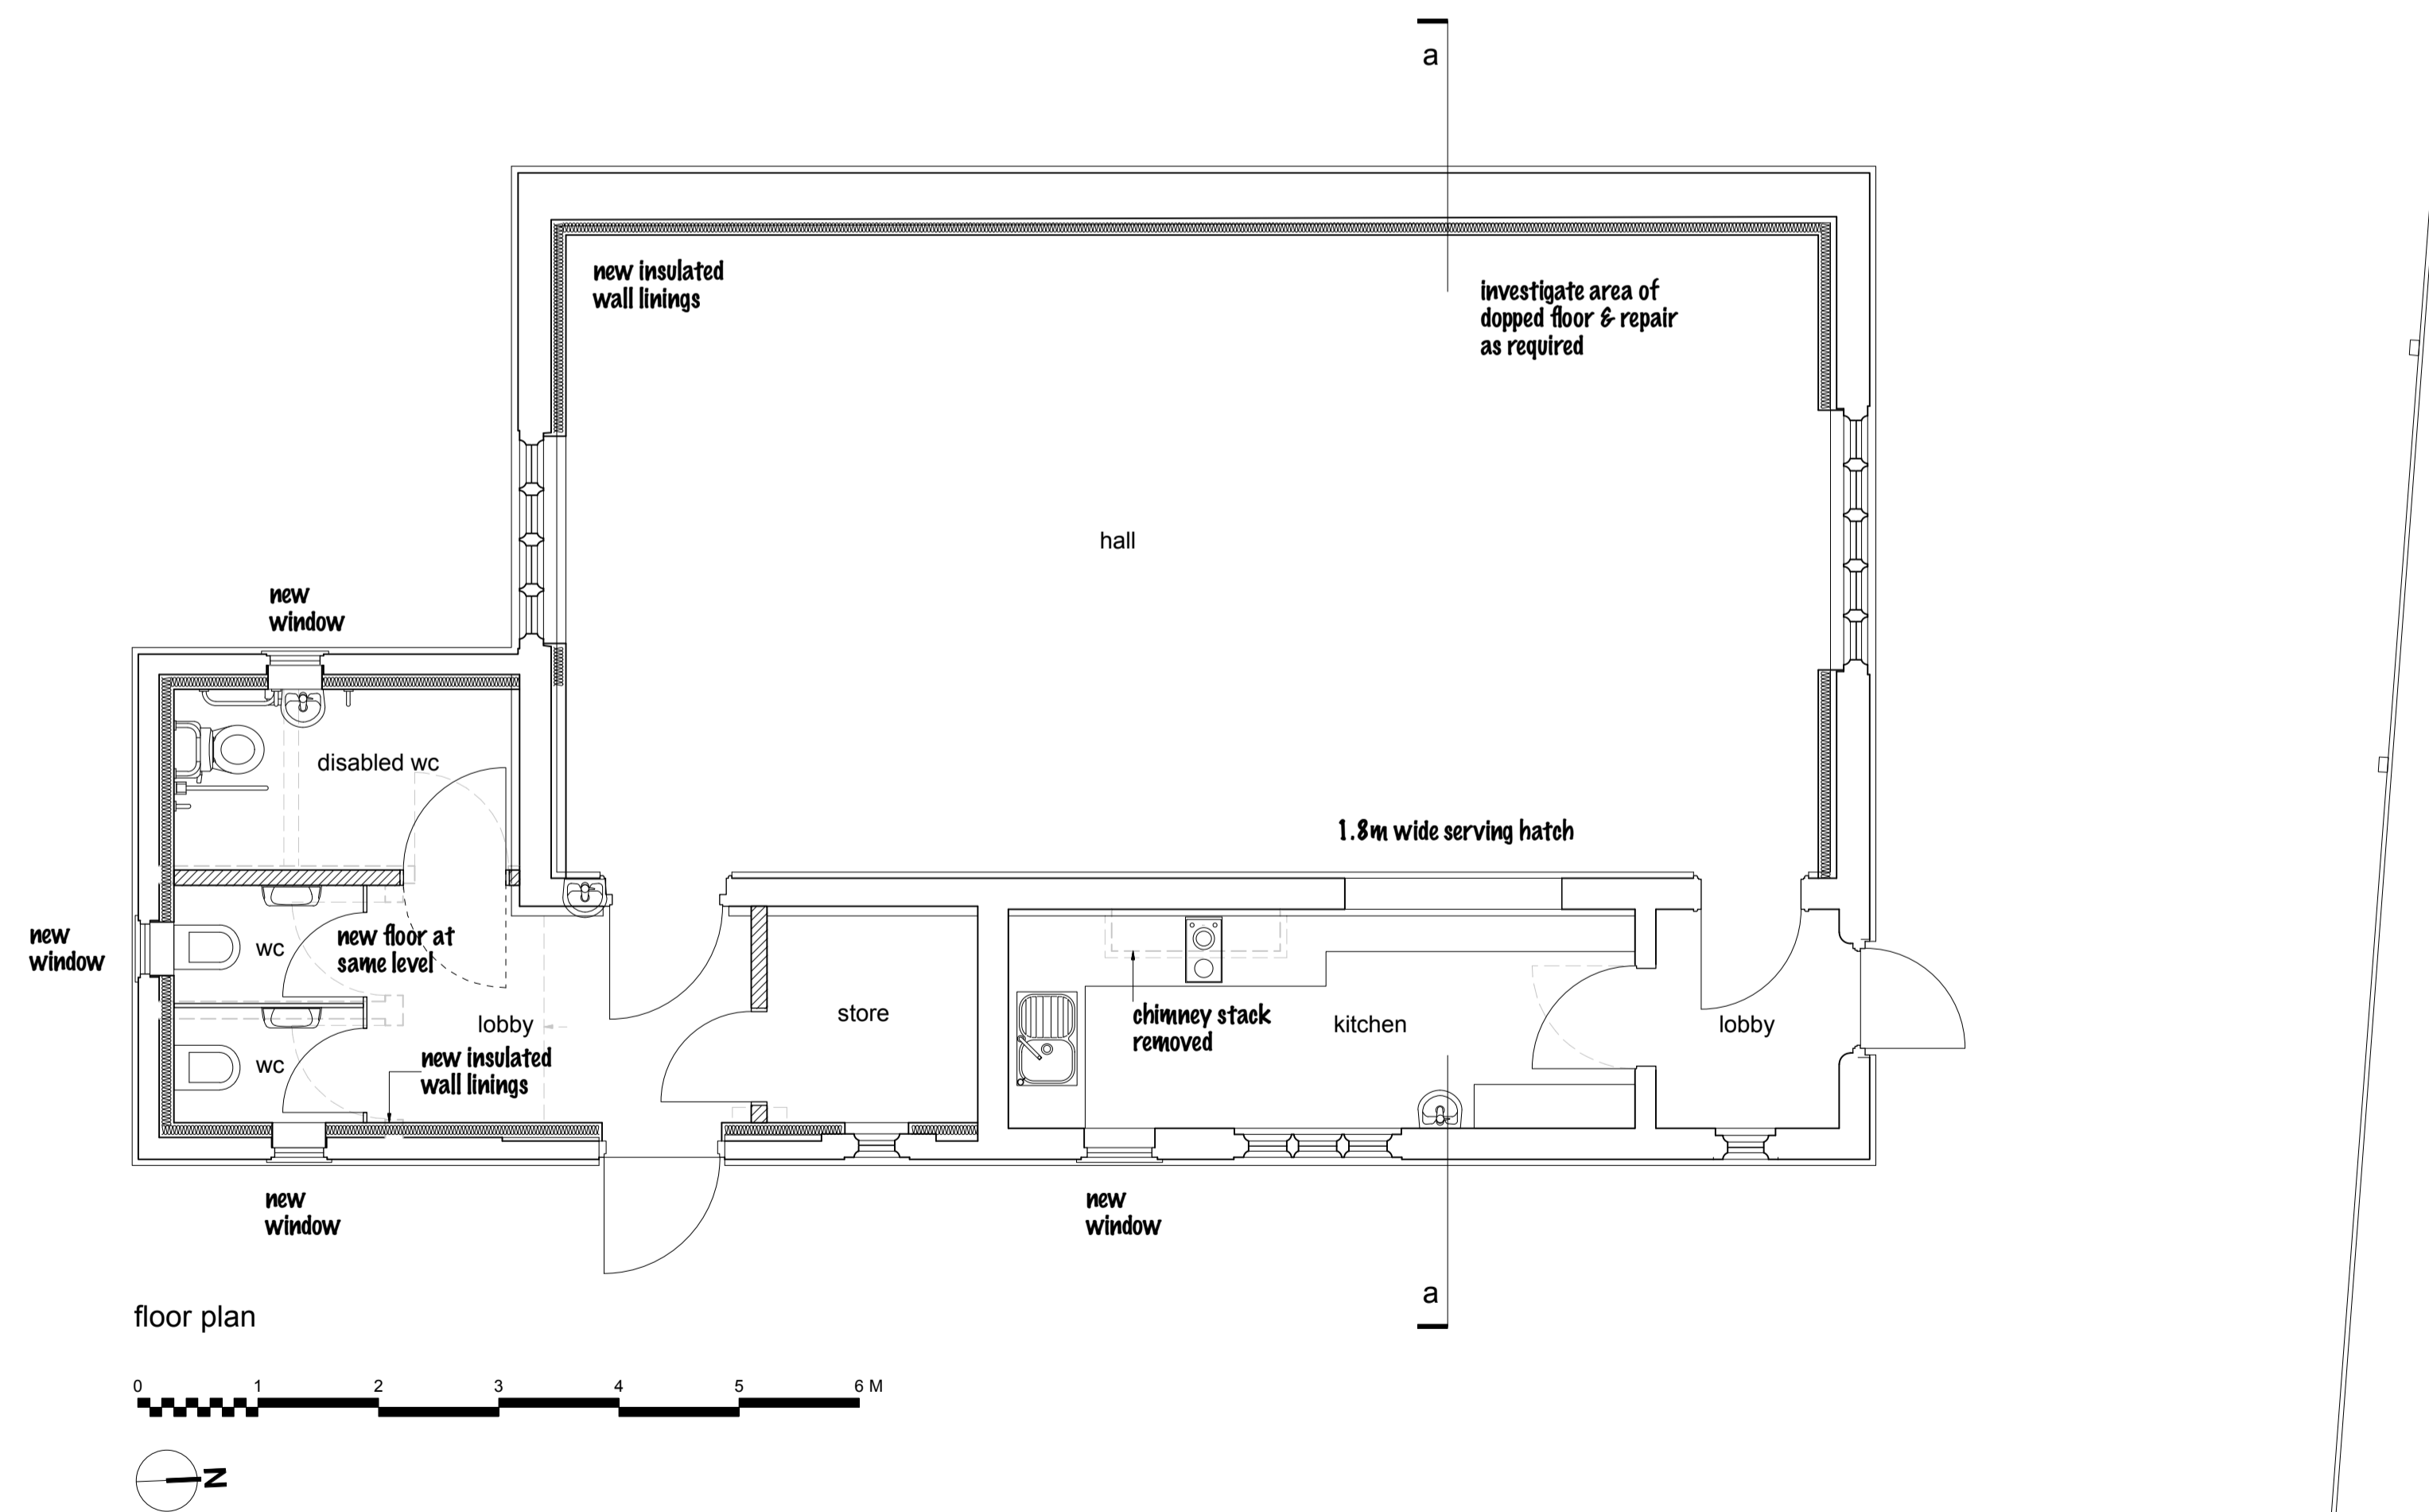 a
new insulated
wall linings
investigate area of
dopped floor & repair
as required
hall
new
window
disabled wc
1.8m wide serving hatch
new
window
wc
new floor at
same level
lobby
wc
new insulated
wall linings
store
chimney stack
removed
kitchen
lobby
new
window
new
window
a
floor plan
0 1 2 3 4 5 6 M
N